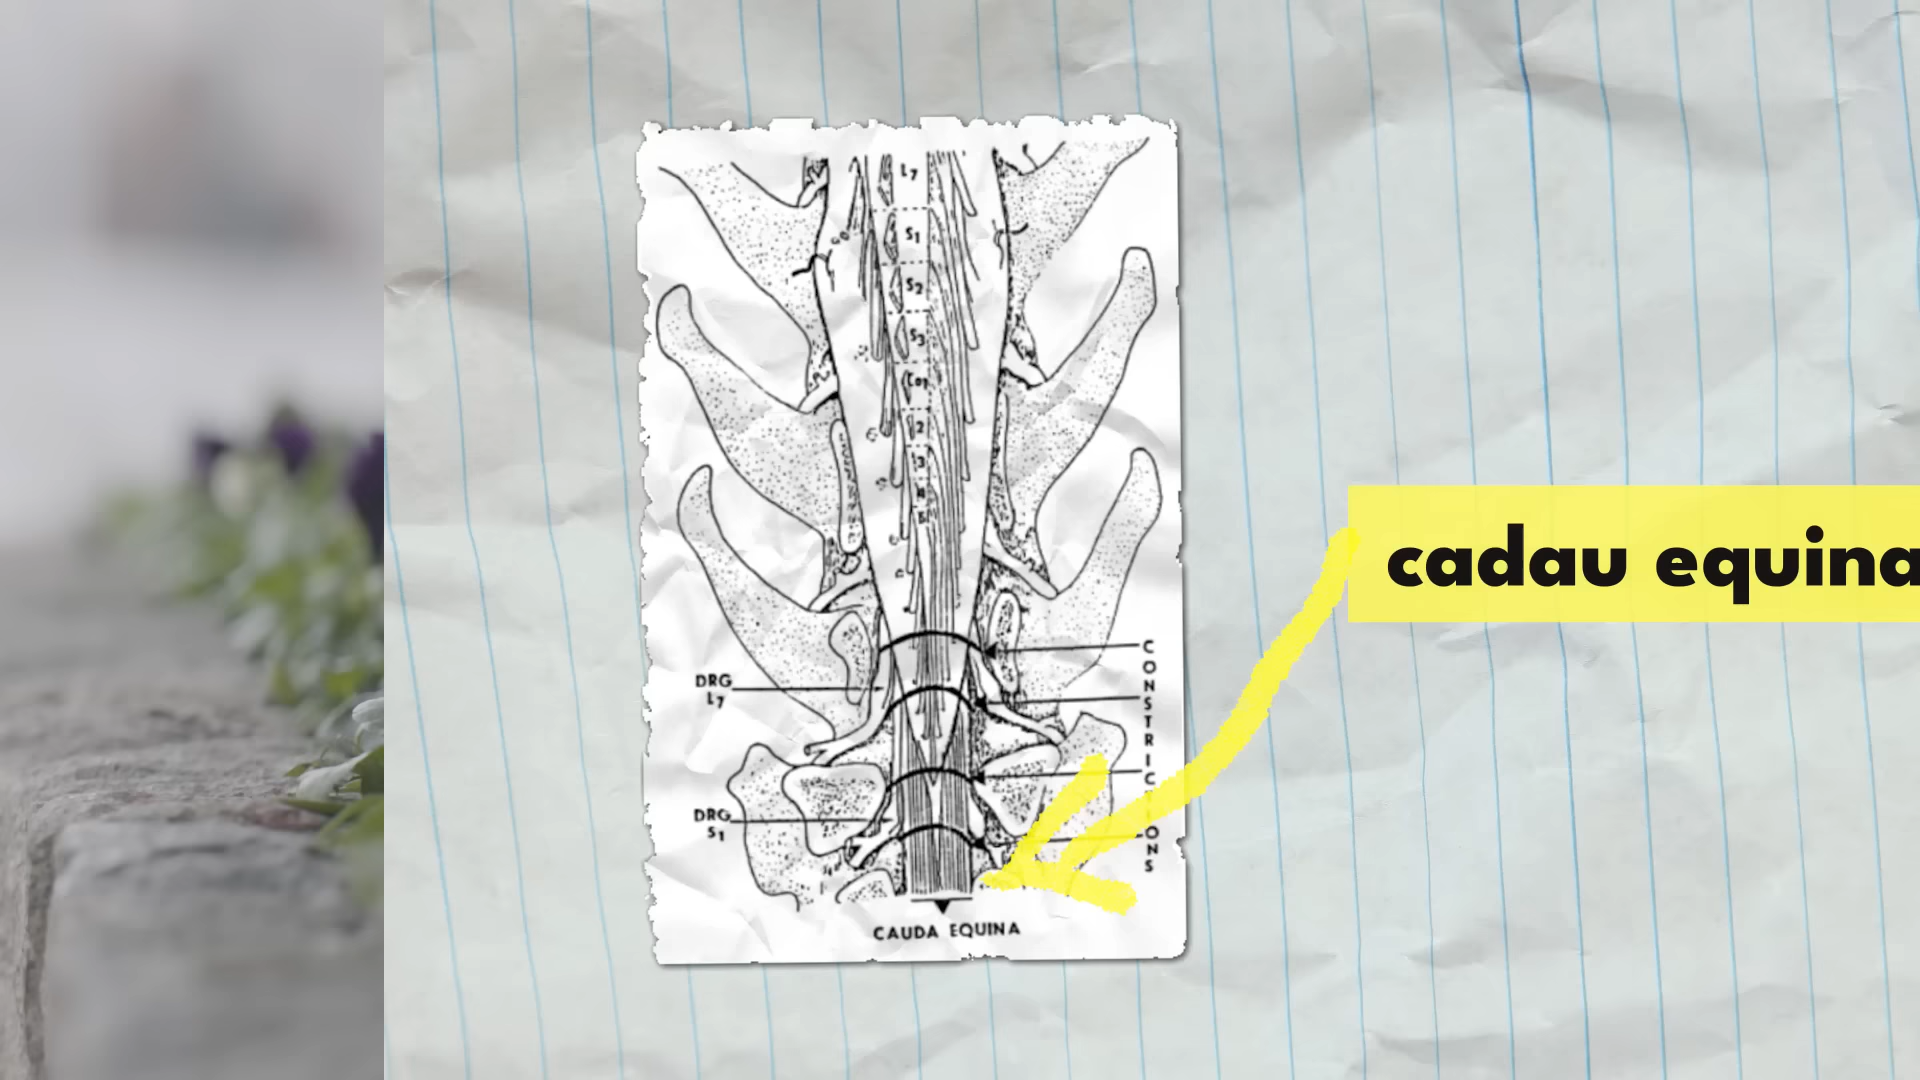 L7
S1
S2
S3
Co1
2
3
4
5
DRG
L7
DRG
S1
CONSTRICTIONS
CAUDA EQUINA
cadau equina